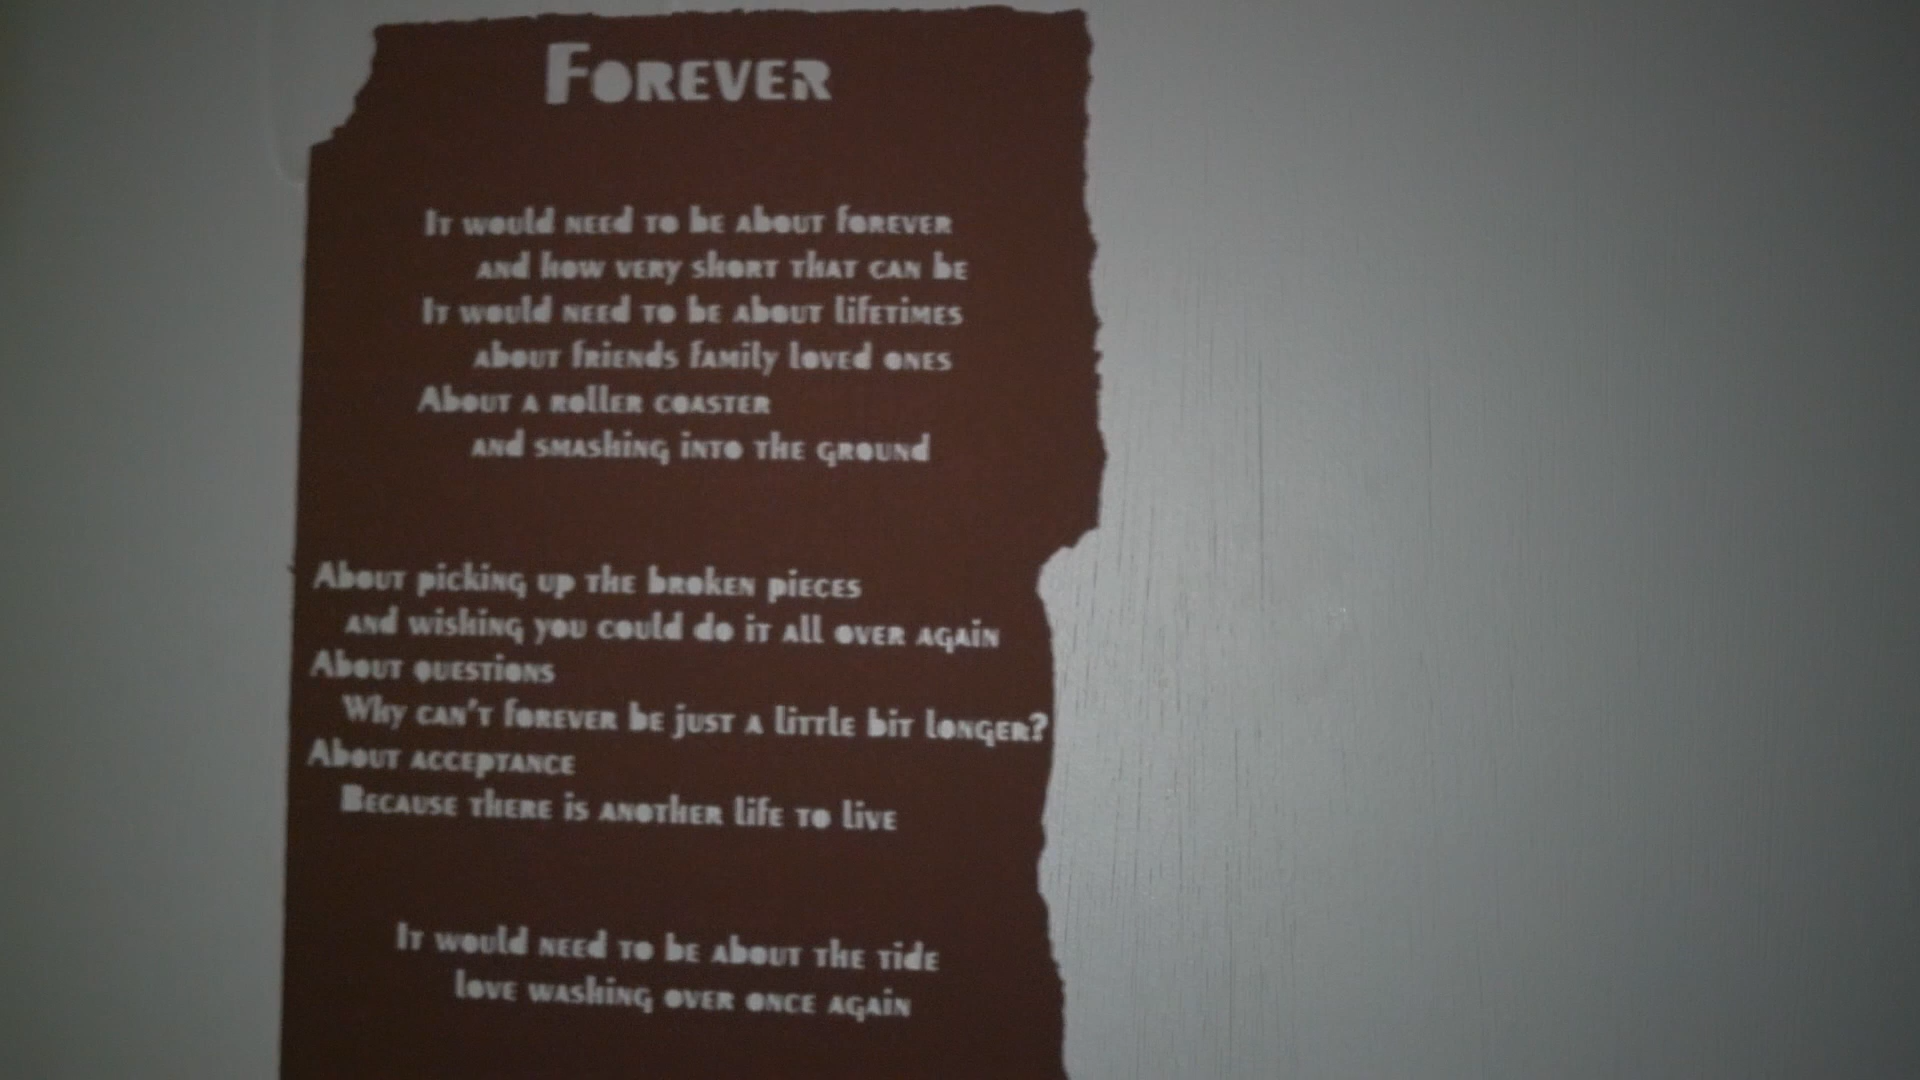 Forever
It would need to be about forever
and how very short that can be
It would need to be about lifetimes
about friends family loved ones
About a roller coaster
and smashing into the ground
About picking up the broken pieces
and wishing you could do it all over again
About questions
Why can't forever be just a little bit longer?
About acceptance
Because there is another life to live
It would need to be about the tide
love washing over once again